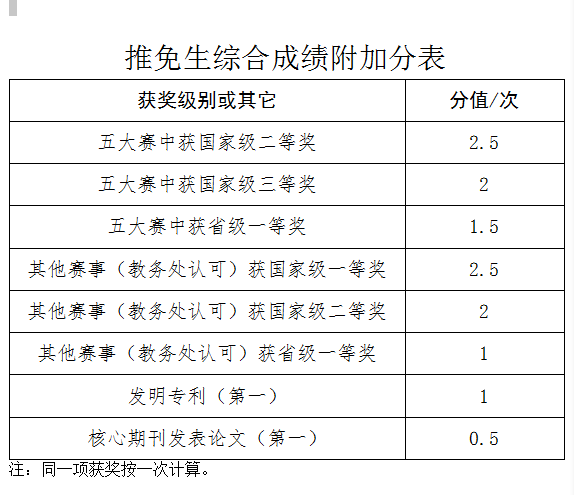 推免生综合成绩附加分表
获奖级别或其它 分值/次
五大赛中获国家级二等奖 2.5
五大赛中获国家级三等奖 2
五大赛中获省级一等奖 1.5
其他赛事（教务处认可）获国家级一等奖 2.5
其他赛事（教务处认可）获国家级二等奖 2
其他赛事（教务处认可）获省级一等奖 1
发明专利（第一） 1
核心期刊发表论文（第一） 0.5
注：同一项获奖按一次计算。